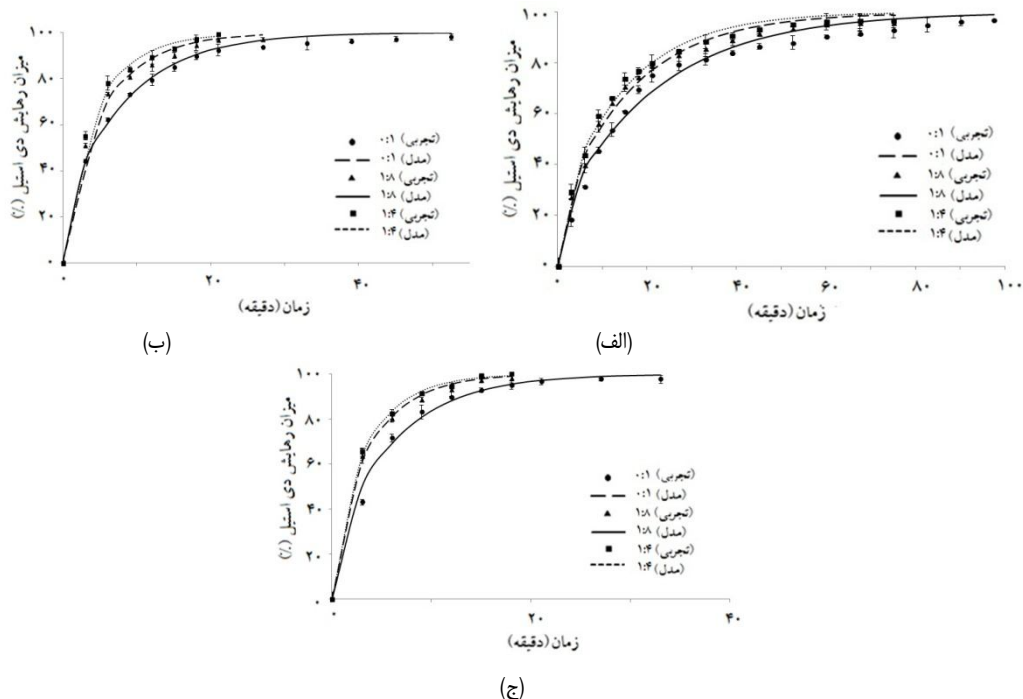 میزان رهایش دی استیل (٪)
۱۰۰
۸۰
۶۰
۴۰
۲۰
۰
۰
۲۰
۴۰
۶۰
۸۰
۱۰۰
زمان (دقیقه)
۰:۱ (تجربی)
۰:۱ (مدل)
۱:۸ (تجربی)
۱:۸ (مدل)
۱:۴ (تجربی)
۱:۴ (مدل)
(الف)
میزان رهایش دی استیل (٪)
۱۰۰
۸۰
۶۰
۴۰
۲۰
۰
۰
۲۰
۴۰
زمان (دقیقه)
۰:۱ (تجربی)
۰:۱ (مدل)
۱:۸ (تجربی)
۱:۸ (مدل)
۱:۴ (تجربی)
۱:۴ (مدل)
(ب)
میزان رهایش دی استیل (٪)
۱۰۰
۸۰
۶۰
۴۰
۲۰
۰
۰
۲۰
۴۰
زمان (دقیقه)
۰:۱ (تجربی)
۰:۱ (مدل)
۱:۸ (تجربی)
۱:۸ (مدل)
۱:۴ (تجربی)
۱:۴ (مدل)
(ج)